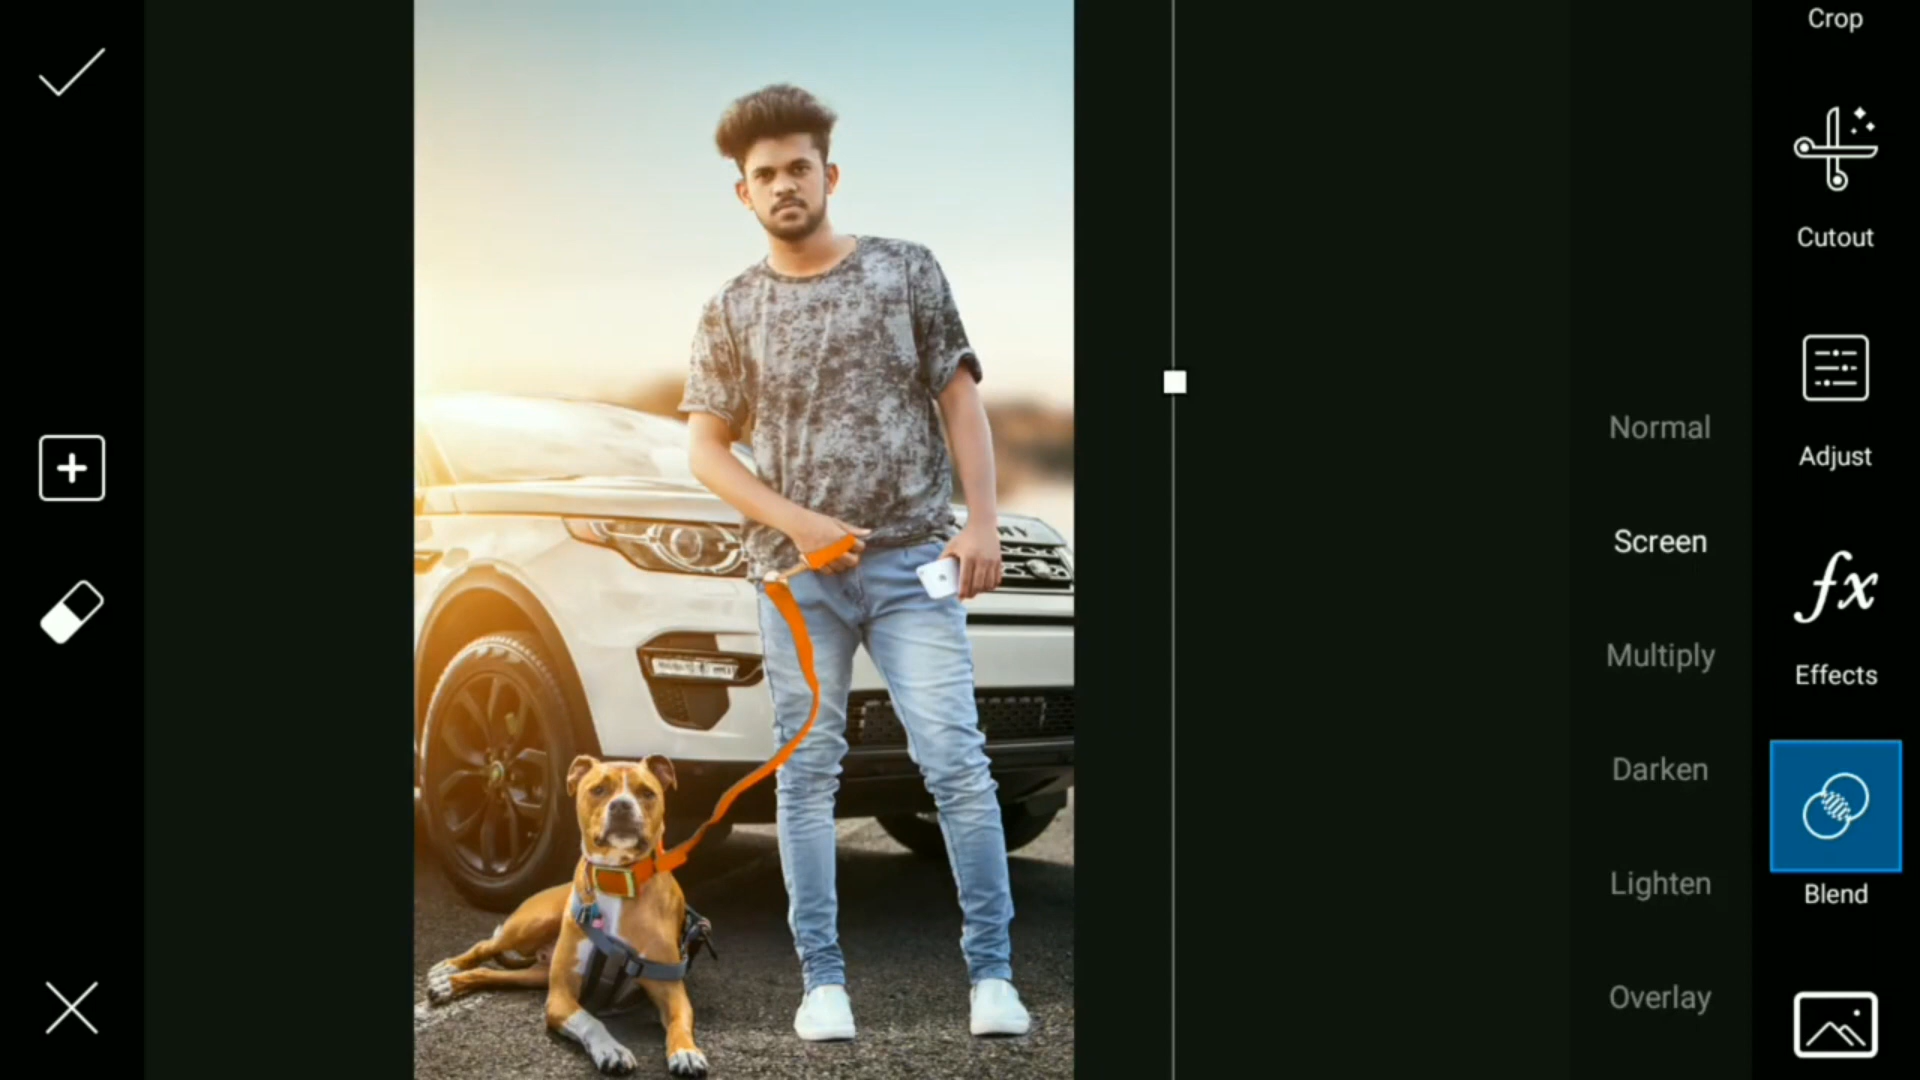 Crop
Cutout
Adjust
Normal
Screen
Multiply
Effects
Darken
Lighten
Blend
Overlay